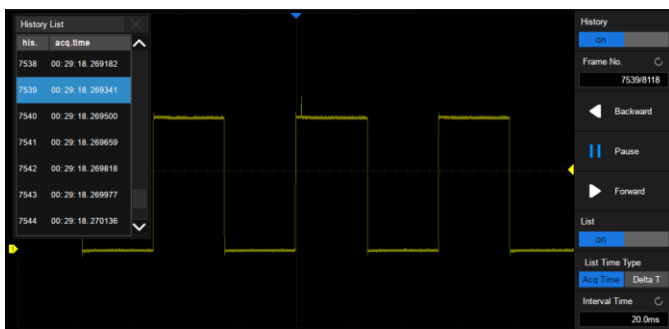 History List
his. acq.time
7538 00: 29: 18. 269182
7539 00: 29: 18. 269341
7540 00: 29: 18. 269500
7541 00: 29: 18. 269659
7542 00: 29: 18. 269818
7543 00: 29: 18. 269977
7544 00: 29: 18. 270136
1
History
on
Frame No.
7539/8118
Backward
Pause
Forward
List
on
List Time Type
Acq Time Delta T
Interval Time
20.0ms